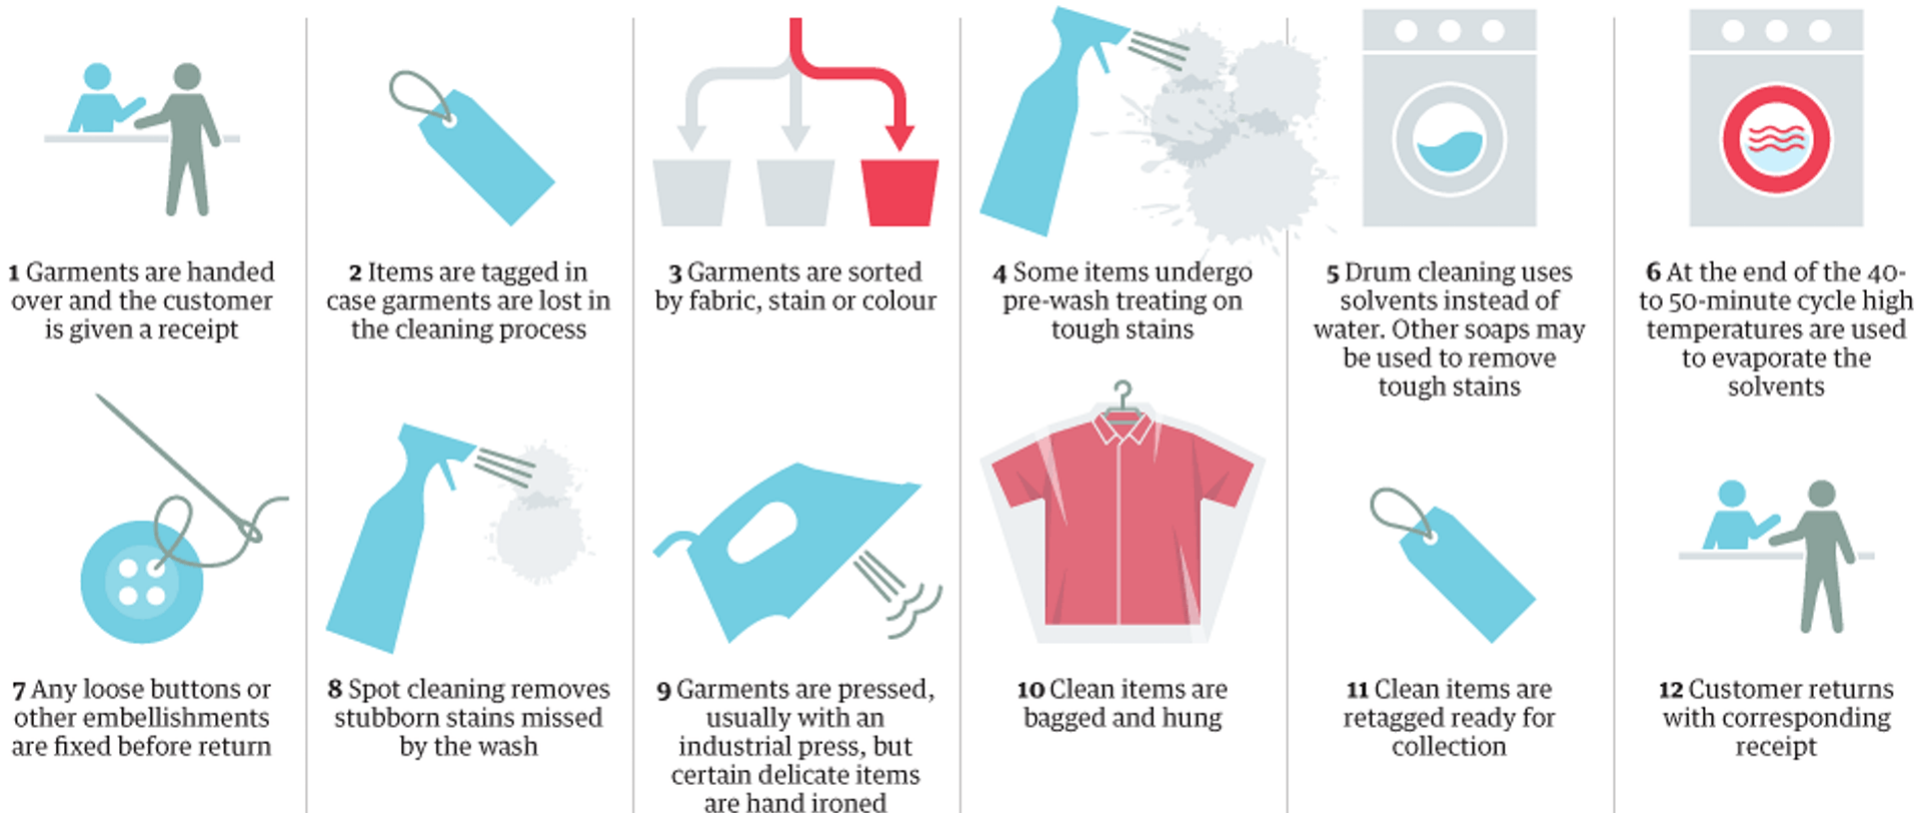 1 Garments are handed
over and the customer
is given a receipt
2 Items are tagged in
case garments are lost in
the cleaning process
3 Garments are sorted
by fabric, stain or colour
4 Some items undergo
pre-wash treating on
tough stains
5 Drum cleaning uses
solvents instead of
water. Other soaps may
be used to remove
tough stains
6 At the end of the 40-
to 50-minute cycle high
temperatures are used
to evaporate the
solvents
7 Any loose buttons or
other embellishments
are fixed before return
8 Spot cleaning removes
stubborn stains missed
by the wash
9 Garments are pressed,
usually with an
industrial press, but
certain delicate items
are hand ironed
10 Clean items are
bagged and hung
11 Clean items are
retagged ready for
collection
12 Customer returns
with corresponding
receipt